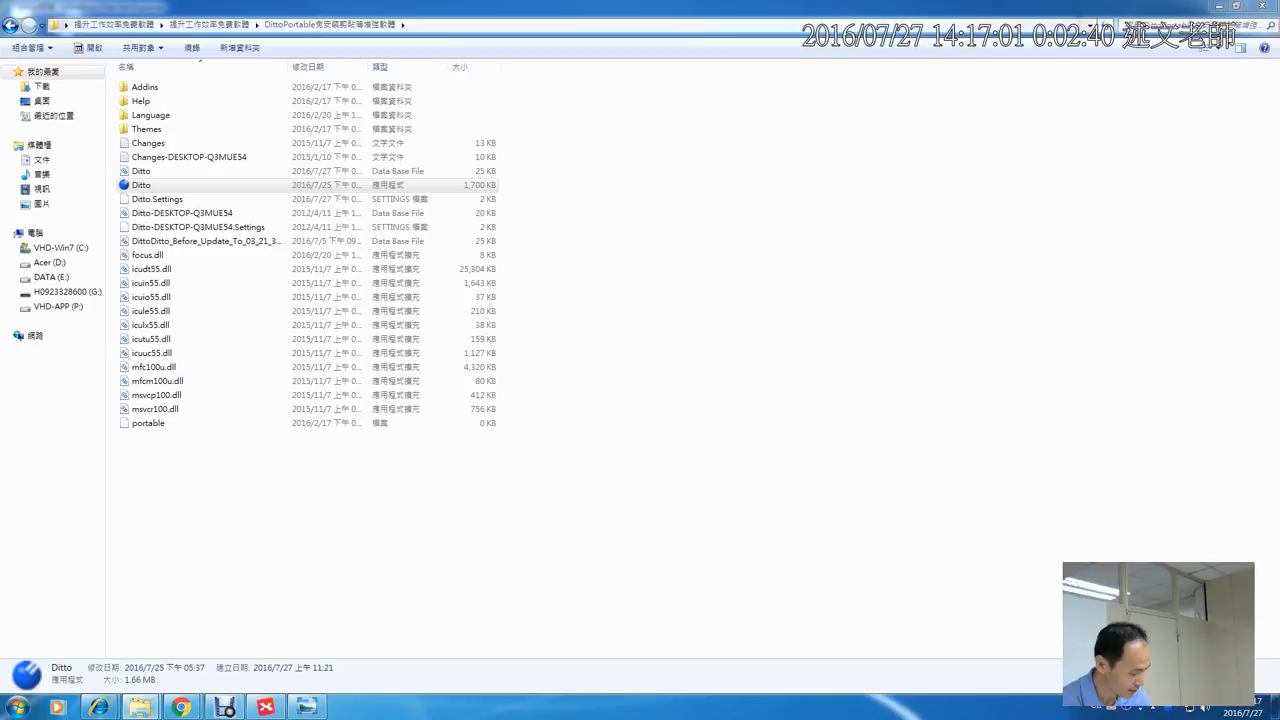 提升工作效率免費軟體 ▸ 提升工作效率免費軟體 ▸ DittoPortable免安裝剪貼簿增強軟體 ▸
2016/07/27 14:17:01 0:02:40 述文老師
組合管理 開啟 共用對象 燒錄 新增資料夾
名稱 修改日期 類型 大小
我的最愛
下載
桌面
最近的位置
媒體櫃
文件
音樂
視訊
圖片
電腦
VHD-Win7 (C:)
Acer (D:)
DATA (E:)
H0923328600 (G:)
VHD-APP (P:)
網路
Addins 2016/2/17 下午 0... 檔案資料夾
Help 2016/2/17 下午 0... 檔案資料夾
Language 2016/2/20 上午 1... 檔案資料夾
Themes 2016/2/17 下午 0... 檔案資料夾
Changes 2015/11/7 上午 0... 文字文件 13 KB
Changes-DESKTOP-Q3MUE54 2015/1/10 下午 0... 文字文件 10 KB
Ditto 2016/7/27 下午 0... Data Base File 25 KB
Ditto 2016/7/25 下午 0... 應用程式 1,700 KB
Ditto.Settings 2016/7/27 下午 0... SETTINGS 檔案 2 KB
Ditto-DESKTOP-Q3MUE54 2012/4/11 上午 1... Data Base File 20 KB
Ditto-DESKTOP-Q3MUE54.Settings 2012/4/11 上午 1... SETTINGS 檔案 2 KB
DittoDitto_Before_Update_To_03_21_3... 2016/7/5 下午 09... Data Base File 25 KB
focus.dll 2016/2/20 上午 1... 應用程式擴充 8 KB
icudt55.dll 2015/11/7 上午 0... 應用程式擴充 25,304 KB
icuin55.dll 2015/11/7 上午 0... 應用程式擴充 1,643 KB
icuio55.dll 2015/11/7 上午 0... 應用程式擴充 37 KB
icule55.dll 2015/11/7 上午 0... 應用程式擴充 210 KB
iculx55.dll 2015/11/7 上午 0... 應用程式擴充 38 KB
icutu55.dll 2015/11/7 上午 0... 應用程式擴充 159 KB
icuuc55.dll 2015/11/7 上午 0... 應用程式擴充 1,127 KB
mfc100u.dll 2015/11/7 上午 0... 應用程式擴充 4,320 KB
mfcm100u.dll 2015/11/7 上午 0... 應用程式擴充 80 KB
msvcp100.dll 2015/11/7 上午 0... 應用程式擴充 412 KB
msvcr100.dll 2015/11/7 上午 0... 應用程式擴充 756 KB
portable 2016/2/17 下午 0... 檔案 0 KB
Ditto 修改日期: 2016/7/25 下午 05:37 建立日期: 2016/7/27 上午 11:21
應用程式 大小: 1.66 MB
2016/7/27